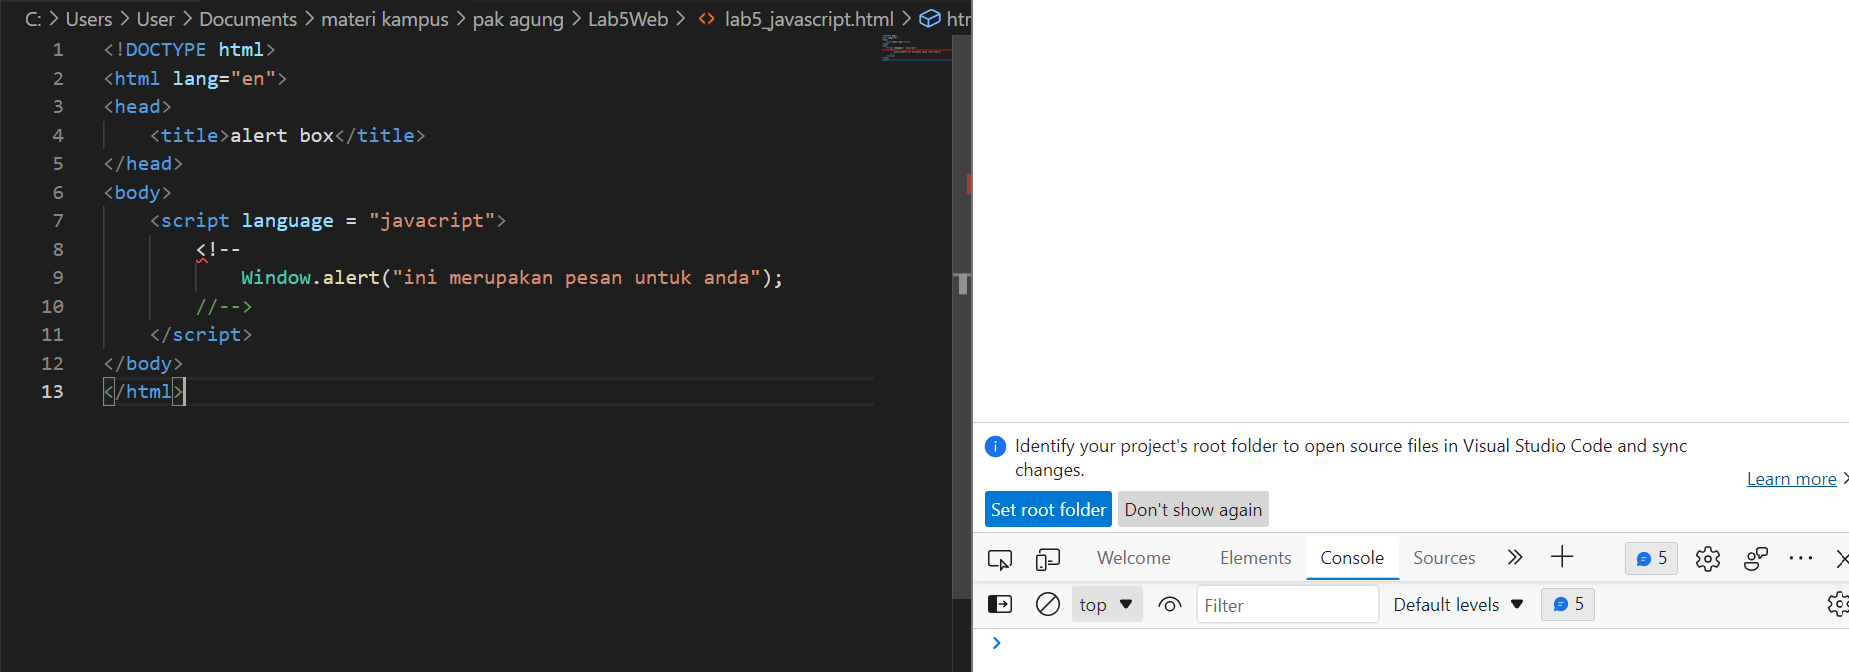 C: > Users > User > Documents > materi kampus > pak agung > Lab5Web > <> lab5_javascript.html > htm
1 <!DOCTYPE html>
2 <html lang="en">
3 <head>
4 <title>alert box</title>
5 </head>
6 <body>
7 <script language = "javacript">
8 <!--
9 Window.alert("ini merupakan pesan untuk anda");
10 //-->
11 </script>
12 </body>
13 </html>
Identify your project's root folder to open source files in Visual Studio Code and sync
changes.
Learn more
Set root folder Don't show again
Welcome Elements Console Sources 5
top Filter Default levels 5